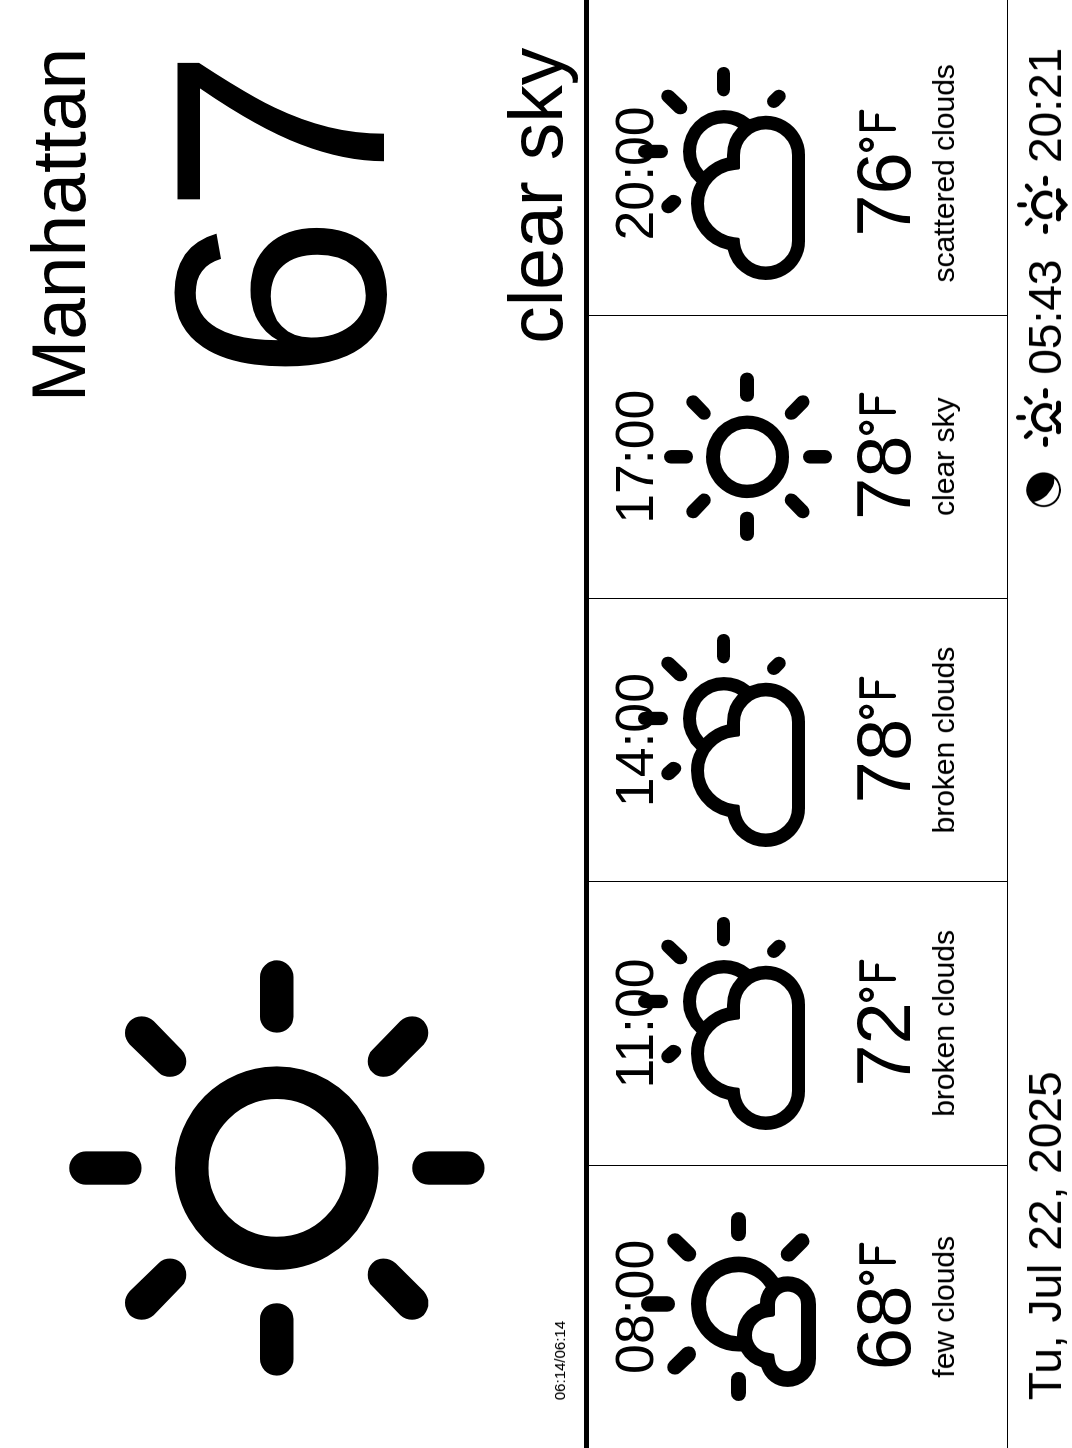 Manhattan
67
clear sky
06:14/06:14
08:00
68°F
few clouds
11:00
72°F
broken clouds
14:00
78°F
broken clouds
17:00
78°F
clear sky
20:00
76°F
scattered clouds
Tu, Jul 22, 2025
05:43
20:21